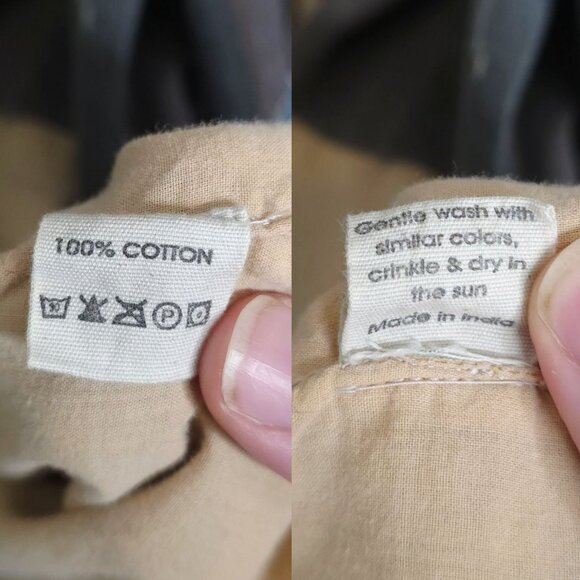 100% COTTON
P
Gentle wash with
similar colors,
crinkle & dry in
the sun
Made in India